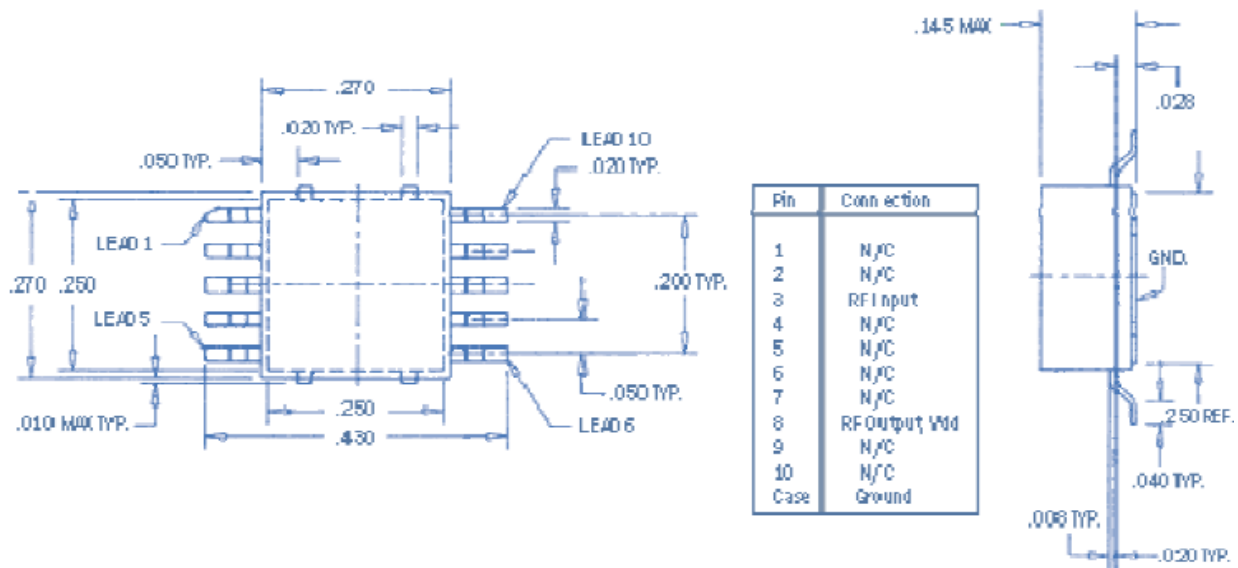 .270
.020 TYP.
.050 TYP.
LEAD 10
.020 TYP.
LEAD 1
.270
.250
.200 TYP.
LEAD 5
.050 TYP.
.010 MAX TYP.
.250
LEAD 6
.430
Pin Connection
1 N/C
2 N/C
3 RF Input
4 N/C
5 N/C
6 N/C
7 N/C
8 RF Output, Vdd
9 N/C
10 N/C
Case Ground
.145 MAX
.028
GND.
.250 REF.
.040 TYP.
.008 TYP.
.020 TYP.